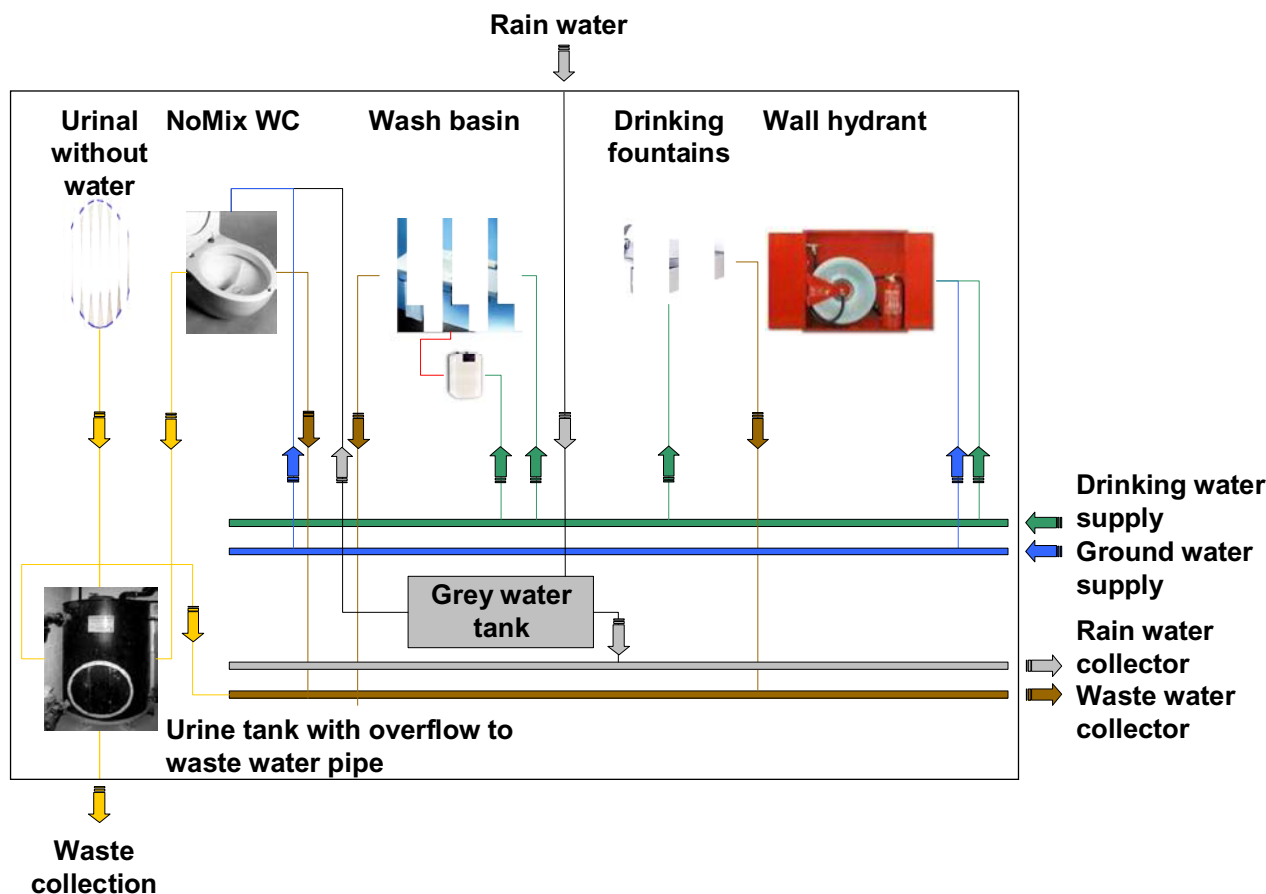 Rain water
Urinal
without
water
NoMix WC
Wash basin
Drinking
fountains
Wall hydrant
Drinking water
supply
Ground water
supply
Grey water
tank
Rain water
collector
Waste water
collector
Urine tank with overflow to
waste water pipe
Waste
collection